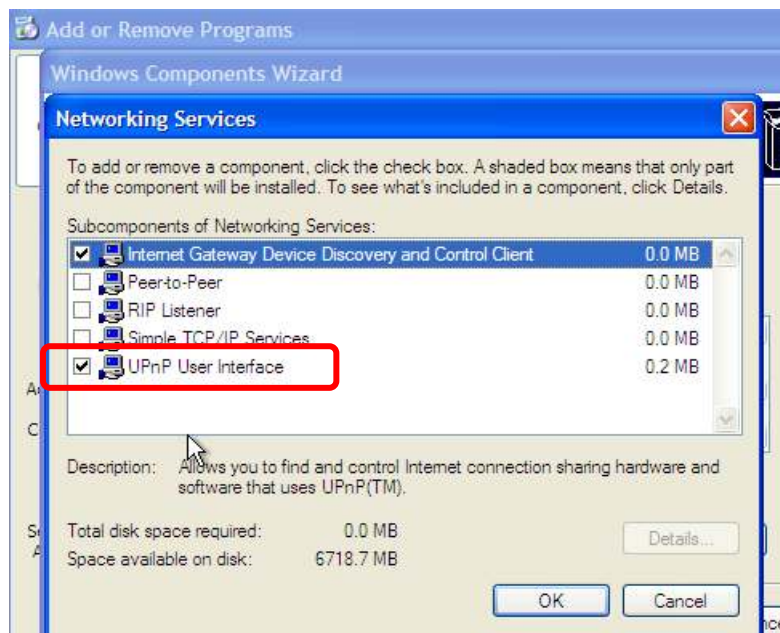 Add or Remove Programs
Windows Components Wizard
Networking Services
To add or remove a component, click the check box. A shaded box means that only part
of the component will be installed. To see what's included in a component, click Details.
Subcomponents of Networking Services:
Internet Gateway Device Discovery and Control Client 0.0 MB
Peer-to-Peer 0.0 MB
RIP Listener 0.0 MB
Simple TCP/IP Services 0.0 MB
UPnP User Interface 0.2 MB
Description: Allows you to find and control Internet connection sharing hardware and
software that uses UPnP(TM).
Total disk space required: 0.0 MB
Details...
Space available on disk: 6718.7 MB
OK Cancel